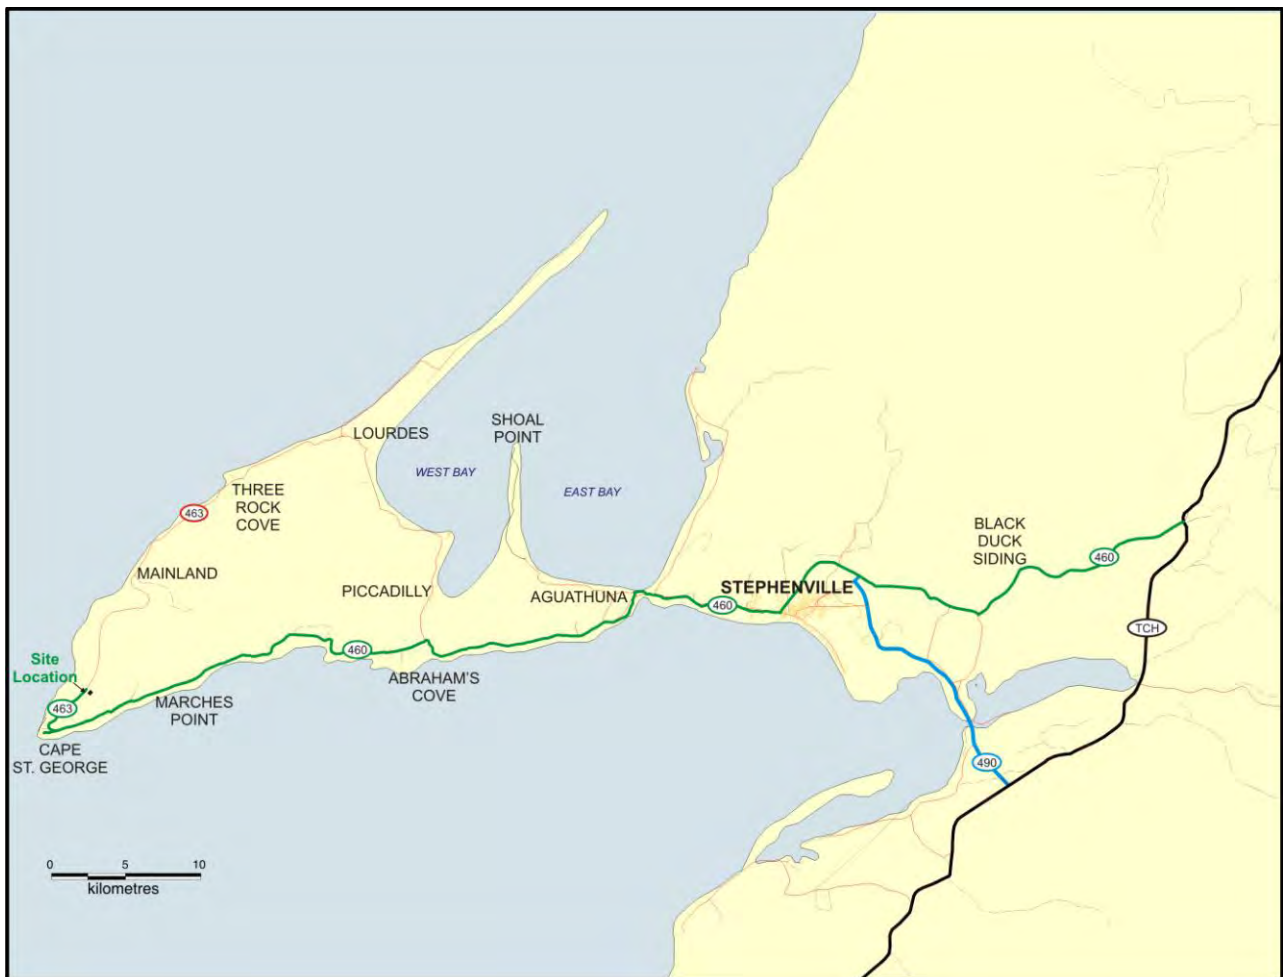 LOURDES
SHOAL
POINT
WEST BAY
EAST BAY
THREE
ROCK
COVE
463
MAINLAND
PICCADILLY
AGUATHUNA
STEPHENVILLE
460
BLACK
DUCK
SIDING
460
TCH
460
Site
Location
463
MARCHES
POINT
ABRAHAM'S
COVE
CAPE
ST. GEORGE
490
0 5 10
kilometres